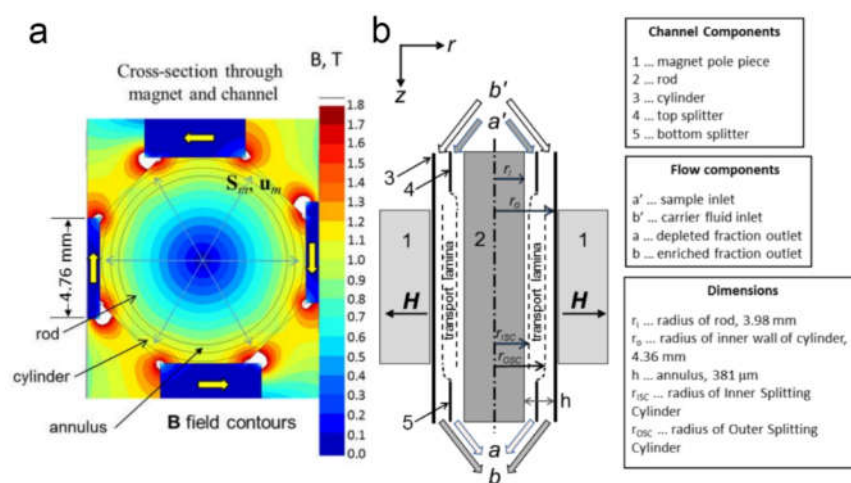 a
Cross-section through
magnet and channel
B, T
1.8
1.7
1.6
1.5
1.4
1.3
1.2
1.1
1.0
0.9
0.8
0.7
0.6
0.5
0.4
0.3
0.2
0.1
0.0
Sm, um
4.76 mm
rod
cylinder
annulus
B field contours
b
r
z
b'
a'
3
4
ri
ro
1
2
1
transport lamina
transport lamina
H
H
rISC
rOSC
5
h
a
b
Channel Components
1 ... magnet pole piece
2 ... rod
3 ... cylinder
4 ... top splitter
5 ... bottom splitter
Flow components
a' ... sample inlet
b' ... carrier fluid inlet
a ... depleted fraction outlet
b ... enriched fraction outlet
Dimensions
ri ... radius of rod, 3.98 mm
ro ... radius of inner wall of cylinder,
4.36 mm
h ... annulus, 381 μm
rISC ... radius of Inner Splitting
Cylinder
rOSC ... radius of Outer Splitting
Cylinder